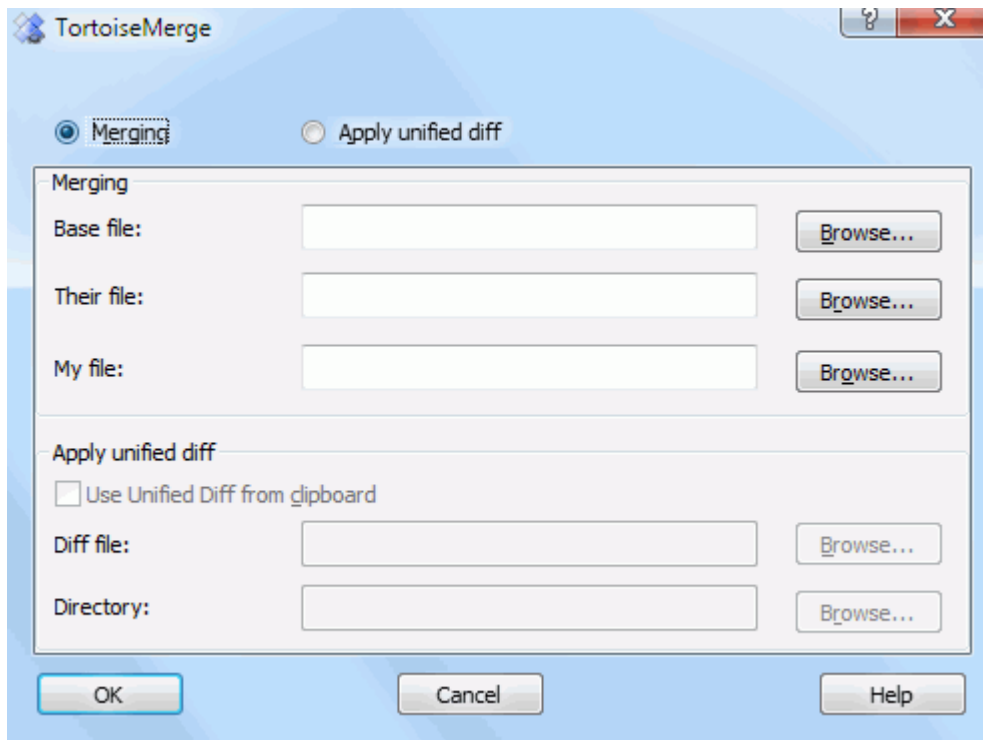 TortoiseMerge
Merging Apply unified diff
Merging
Base file: Browse...
Their file: Browse...
My file: Browse...
Apply unified diff
Use Unified Diff from clipboard
Diff file: Browse...
Directory: Browse...
OK Cancel Help